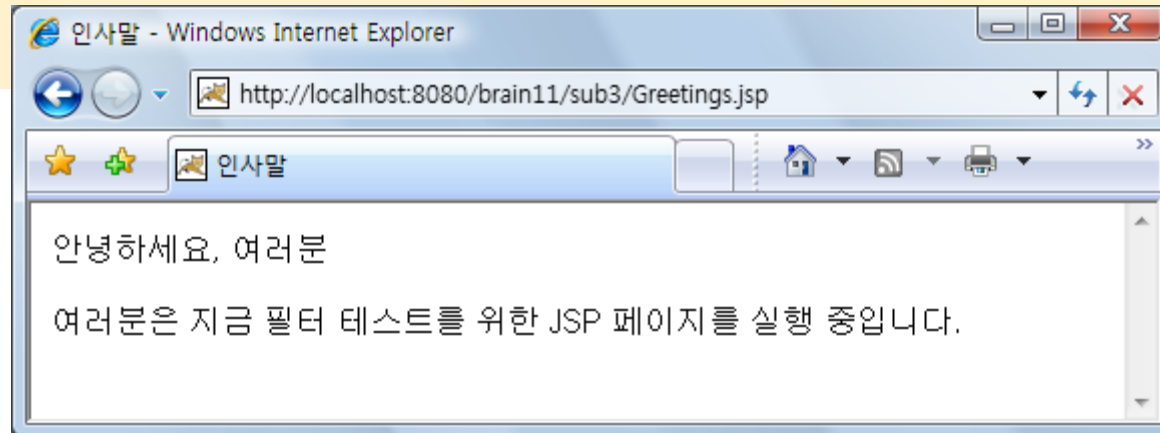 인사말 - Windows Internet Explorer
http://localhost:8080/brain11/sub3/Greetings.jsp
인사말
안녕하세요, 여러분
여러분은 지금 필터 테스트를 위한 JSP 페이지를 실행 중입니다.